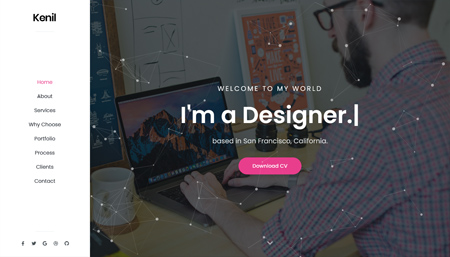 Kenil
Home
About
Services
Why Choose
Portfolio
Process
Clients
Contact
WELCOME TO MY WORLD
I'm a Designer.|
based in San Francisco, California.
Download CV